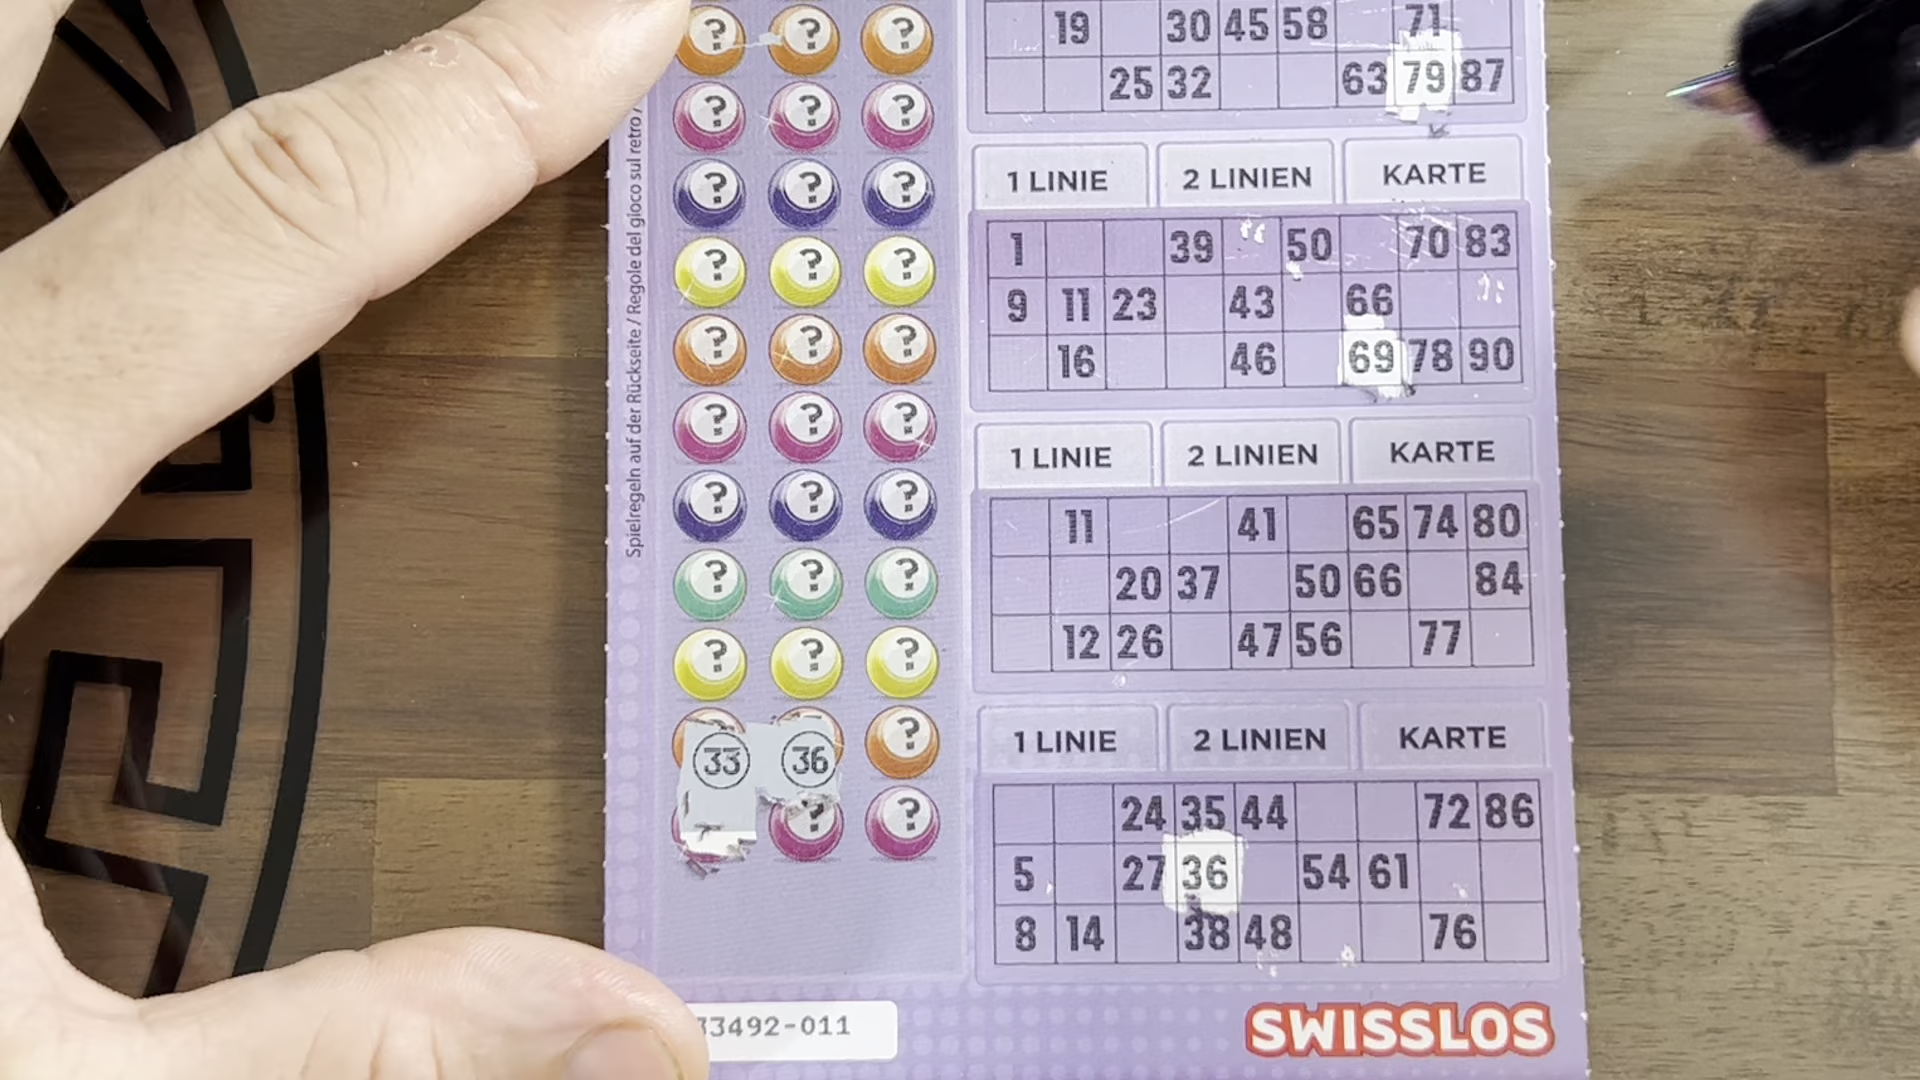 Spielregeln auf der Rückseite / Regole del gioco sul retro /
? ? ?
? ? ?
? ? ?
? ? ?
? ? ?
? ? ?
? ? ?
? ? ?
? ? ?
33 36 ?
? ?
33492-011
19 30 45 58 71
25 32 63 79 87
1 LINIE 2 LINIEN KARTE
1 39 50 70 83
9 11 23 43 66
16 46 69 78 90
1 LINIE 2 LINIEN KARTE
11 41 65 74 80
20 37 50 66 84
12 26 47 56 77
1 LINIE 2 LINIEN KARTE
24 35 44 72 86
5 27 36 54 61
8 14 38 48 76
SWISSLOS